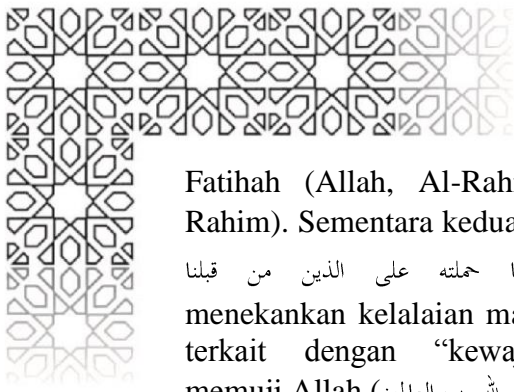 Fatihah (Allah, Al-Rah
Rahim). Sementara kedua
حملته على الذين من قبلنا
menekankan kelalaian ma
terkait dengan “kewaj
memuji Allah (